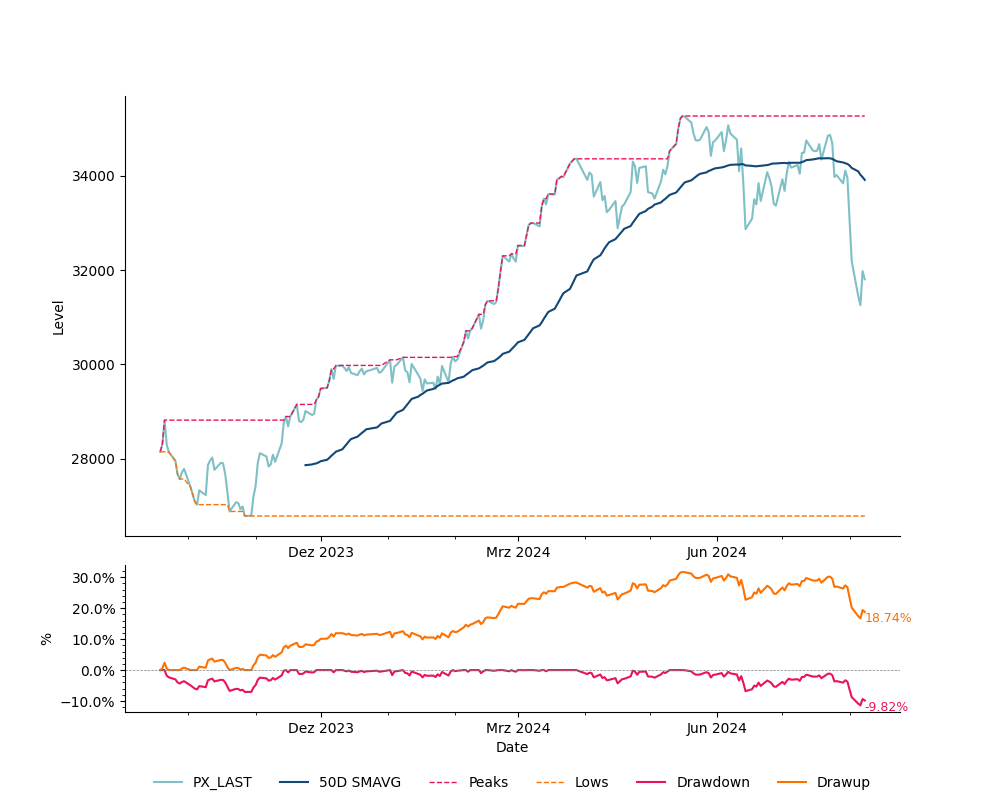 Level
34000
32000
30000
28000
Dez 2023 Mrz 2024 Jun 2024
%
30.0%
20.0%
10.0%
0.0%
−10.0%
18.74%
-9.82%
Dez 2023 Mrz 2024 Jun 2024
Date
PX_LAST 50D SMAVG Peaks Lows Drawdown Drawup